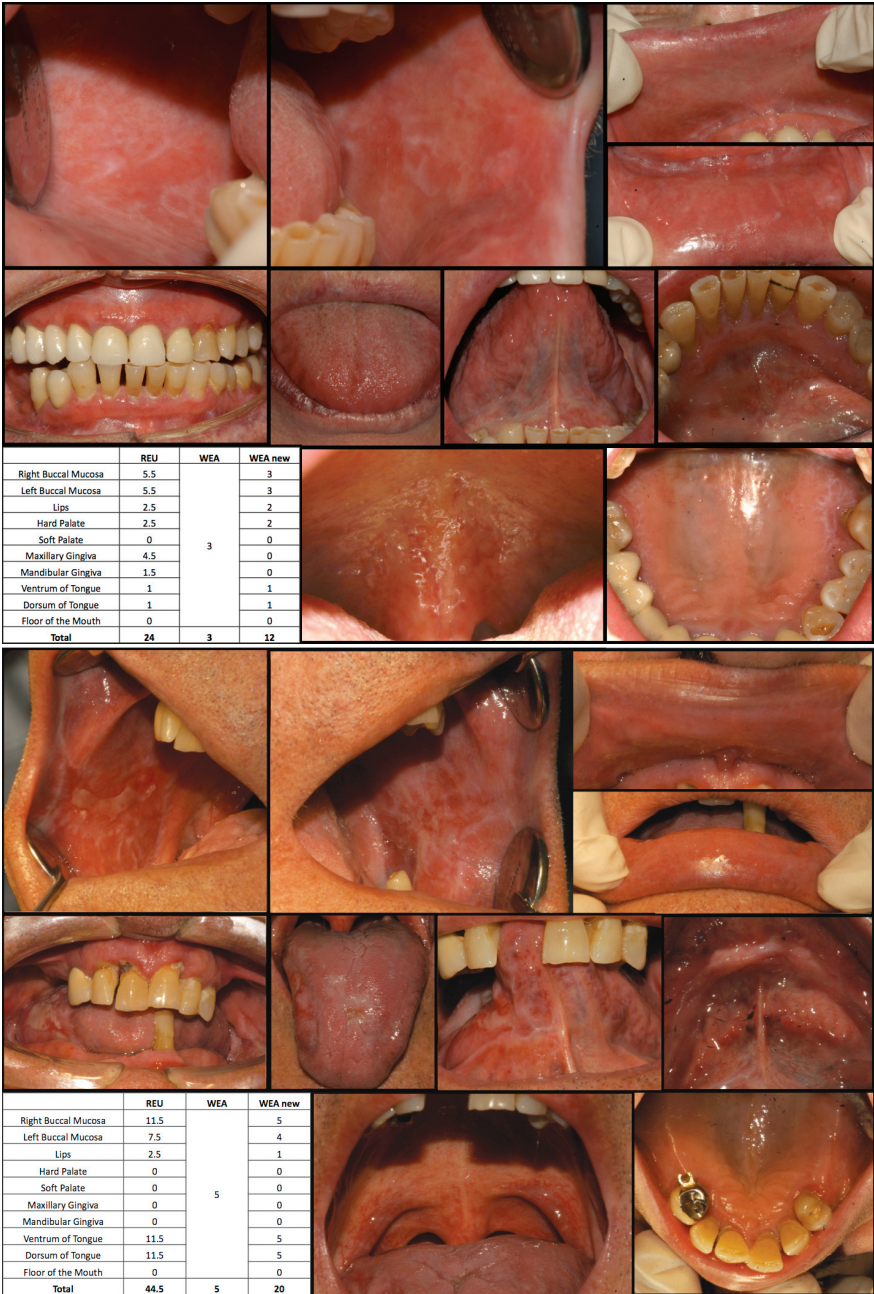 REU WEA WEA new
Right Buccal Mucosa 5.5 3
Left Buccal Mucosa 5.5 3
Lips 2.5 2
Hard Palate 2.5 2
Soft Palate 0 0
3
Maxillary Gingiva 4.5 0
Mandibular Gingiva 1.5 0
Ventrum of Tongue 1 1
Dorsum of Tongue 1 1
Floor of the Mouth 0 0
Total 24 3 12
REU WEA WEA new
Right Buccal Mucosa 11.5 5
Left Buccal Mucosa 7.5 4
Lips 2.5 1
Hard Palate 0 0
Soft Palate 0 0
5
Maxillary Gingiva 0 0
Mandibular Gingiva 0 0
Ventrum of Tongue 11.5 5
Dorsum of Tongue 11.5 5
Floor of the Mouth 0 0
Total 44.5 5 20